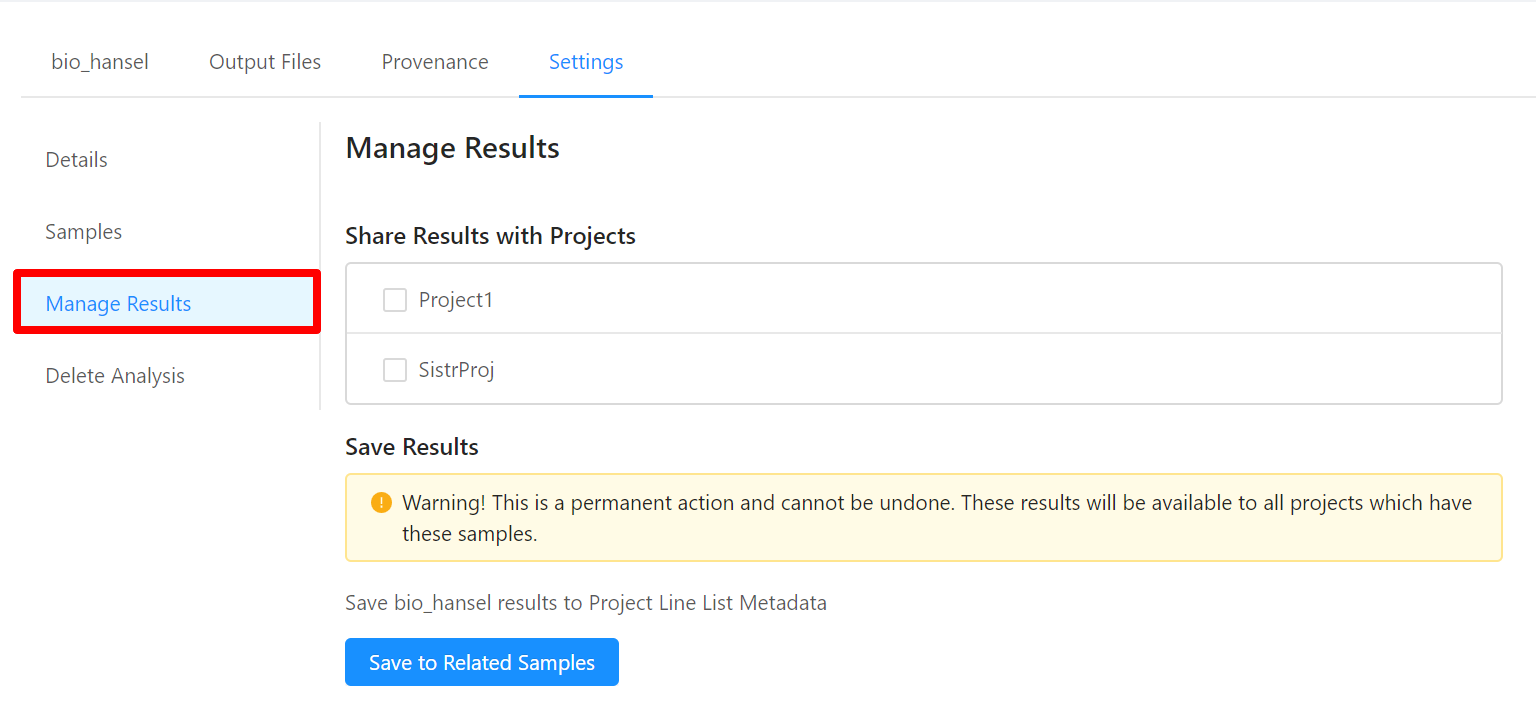 bio_hansel Output Files Provenance Settings
Details
Samples
Manage Results
Delete Analysis
Manage Results
Share Results with Projects
Project1
SistrProj
Save Results
Warning! This is a permanent action and cannot be undone. These results will be available to all projects which have
these samples.
Save bio_hansel results to Project Line List Metadata
Save to Related Samples